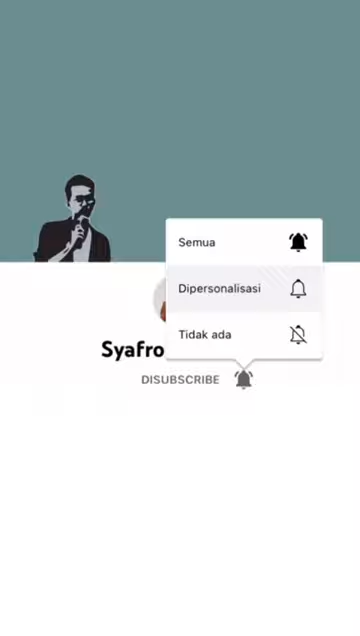 Semua
Dipersonalisasi
Tidak ada
Syafro
DISUBSCRIBE